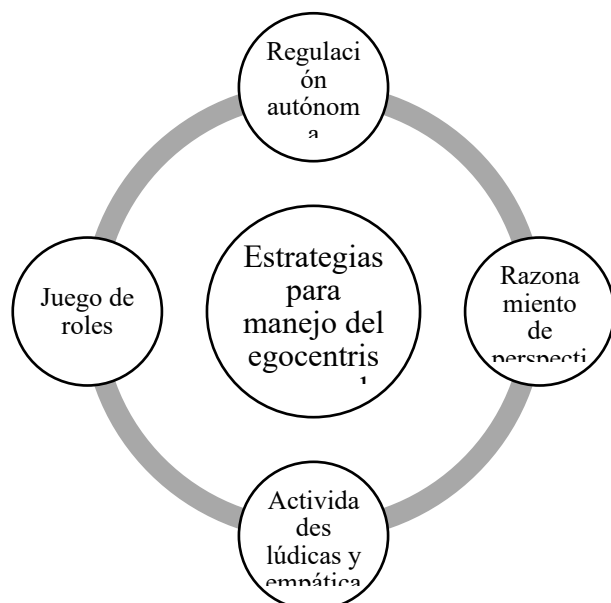 Regulaci
ón
autónom
a
Estrategias
para
manejo del
egocentris
Razona
miento
de
perspecti
Juego de
roles
Activida
des
lúdicas y
empática